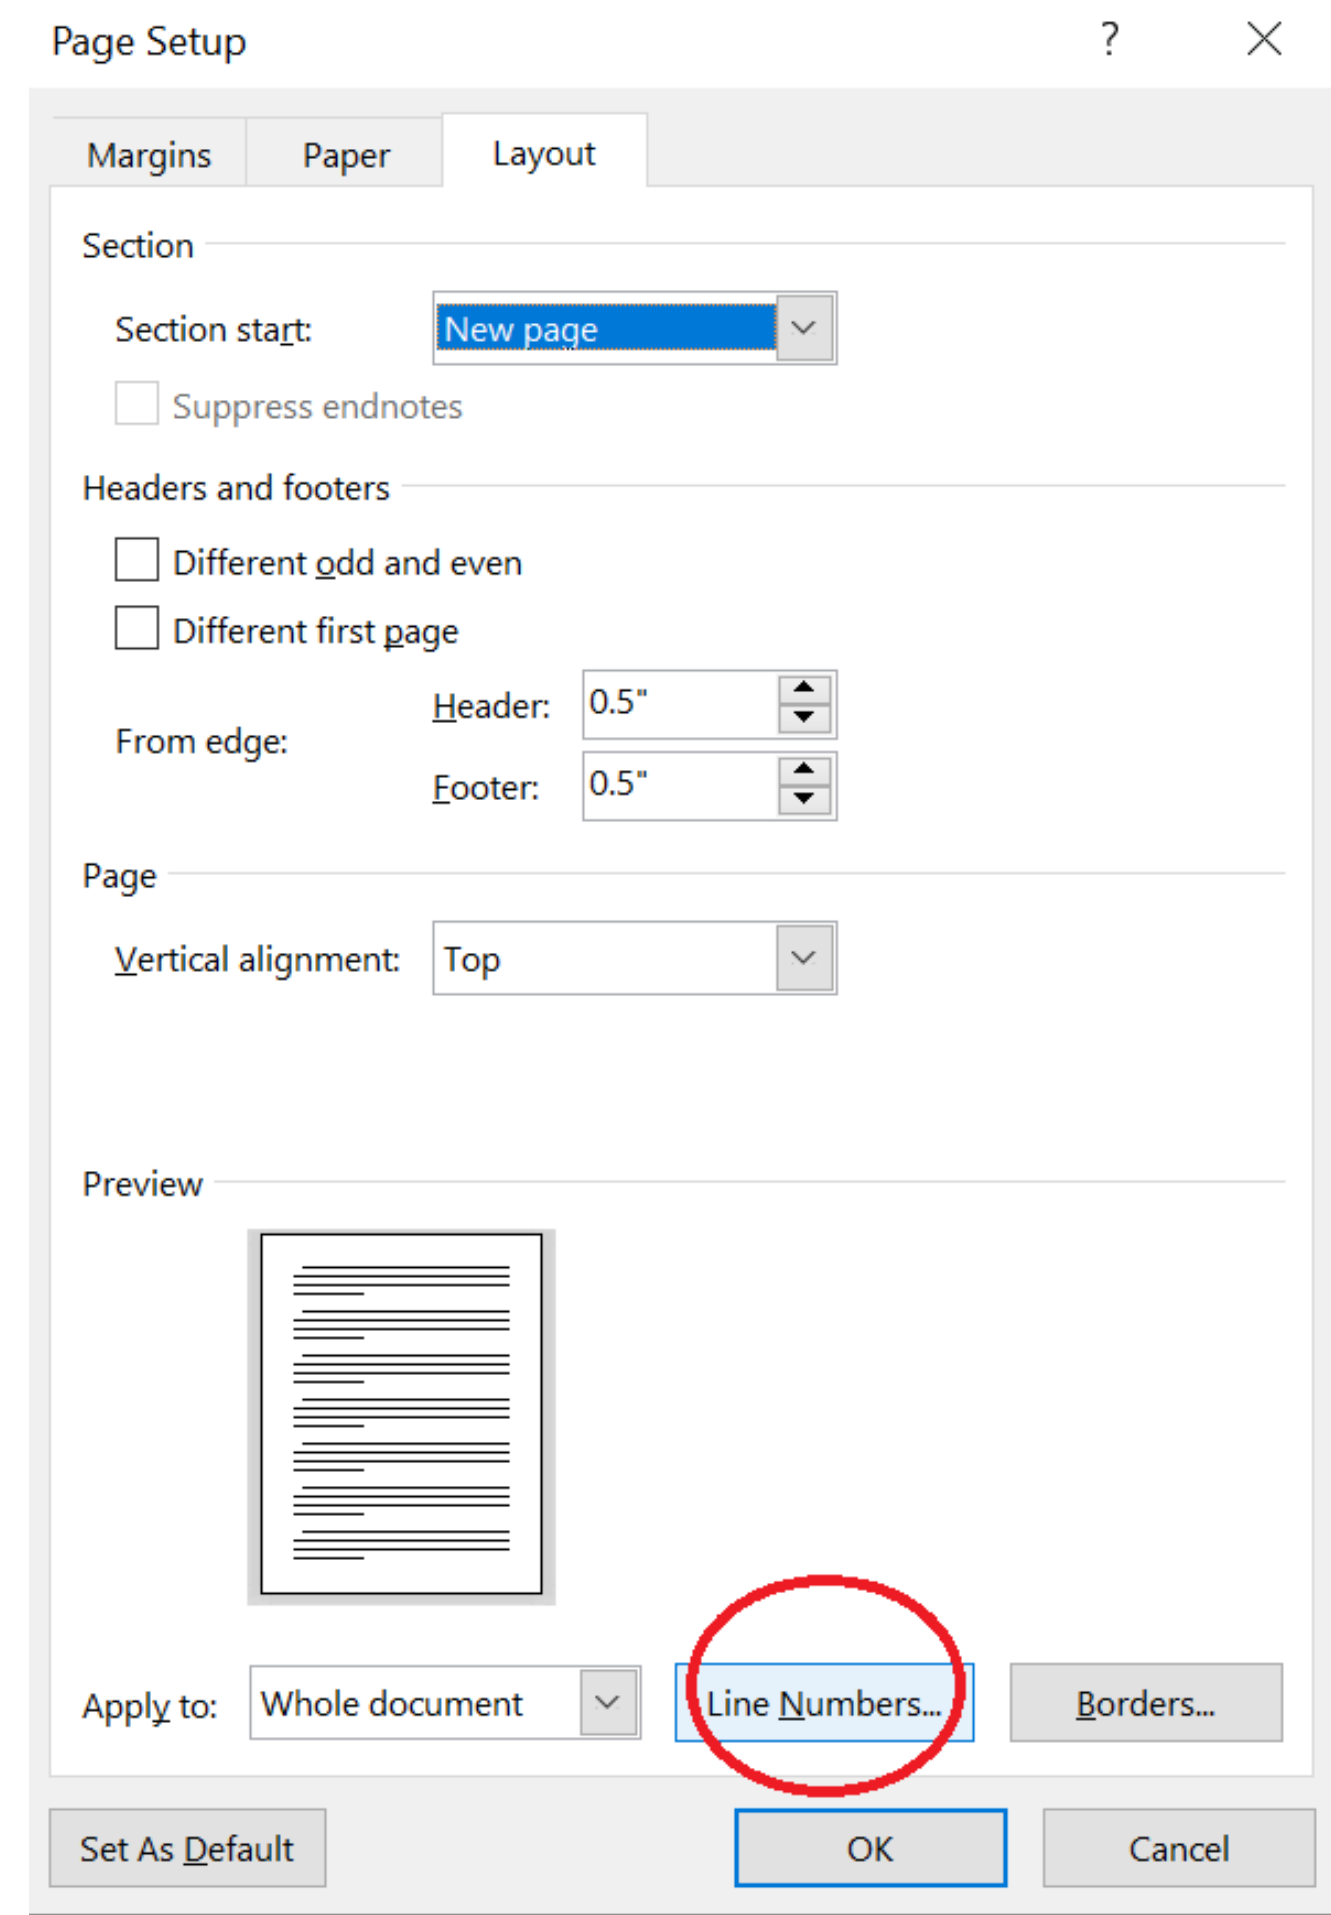 Page Setup
Margins Paper Layout
Section
Section start: New page
Suppress endnotes
Headers and footers
Different odd and even
Different first page
From edge:
Header: 0.5"
Footer: 0.5"
Page
Vertical alignment: Top
Preview
Apply to: Whole document Line Numbers... Borders...
Set As Default OK Cancel